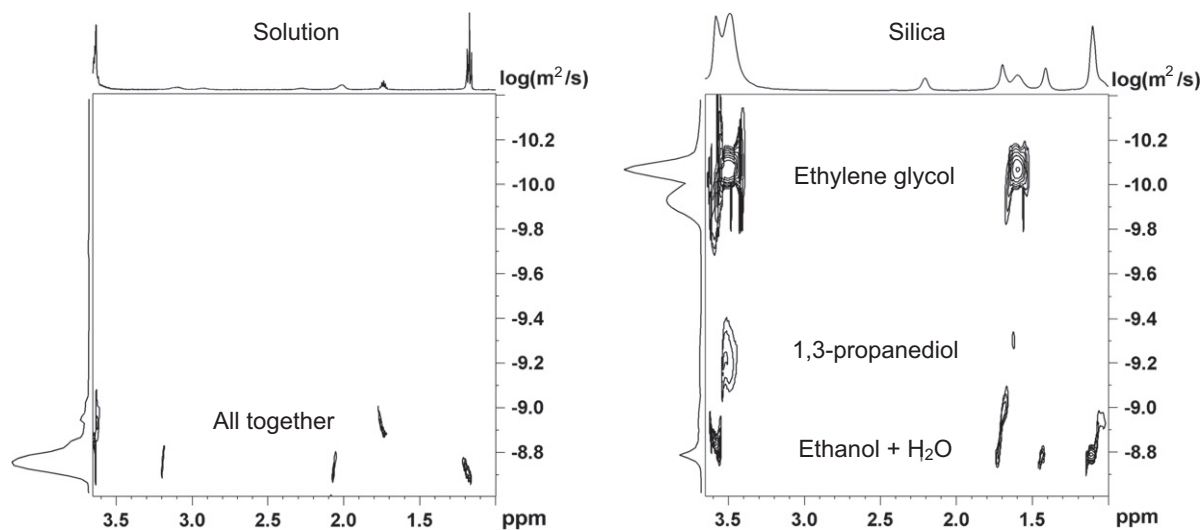 Solution
log(m²/s)
-10.2
-10.0
-9.8
-9.6
-9.4
-9.2
-9.0
-8.8
All together
3.5 3.0 2.5 2.0 1.5 ppm
Silica
log(m²/s)
-10.2
-10.0
-9.8
-9.6
-9.4
-9.2
-9.0
-8.8
Ethylene glycol
1,3-propanediol
Ethanol + H₂O
3.5 3.0 2.5 2.0 1.5 ppm